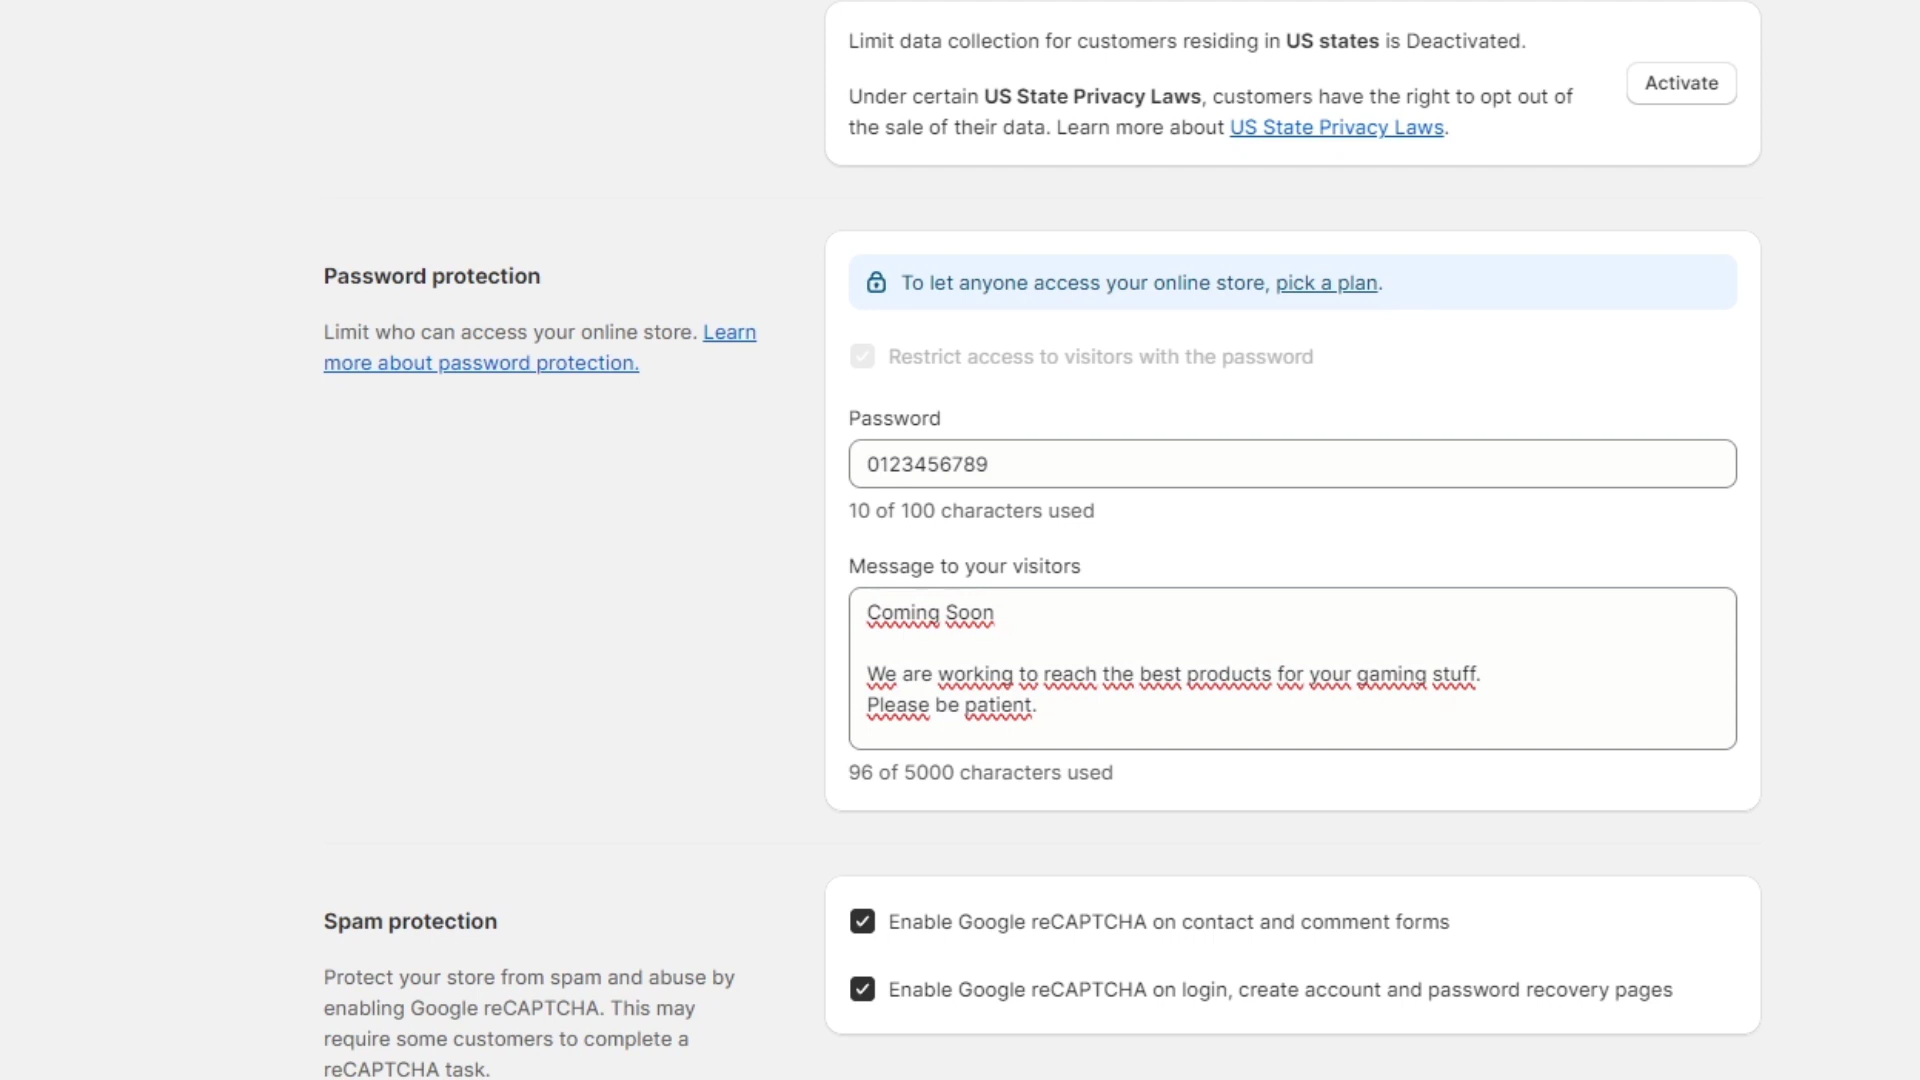 Limit data collection for customers residing in US states is Deactivated.
Activate
Under certain US State Privacy Laws, customers have the right to opt out of
the sale of their data. Learn more about US State Privacy Laws.
Password protection
Limit who can access your online store. Learn
more about password protection.
To let anyone access your online store, pick a plan.
Restrict access to visitors with the password
Password
0123456789
10 of 100 characters used
Message to your visitors
Coming Soon
We are working to reach the best products for your gaming stuff.
Please be patient.
96 of 5000 characters used
Spam protection
Protect your store from spam and abuse by
enabling Google reCAPTCHA. This may
require some customers to complete a
reCAPTCHA task.
Enable Google reCAPTCHA on contact and comment forms
Enable Google reCAPTCHA on login, create account and password recovery pages